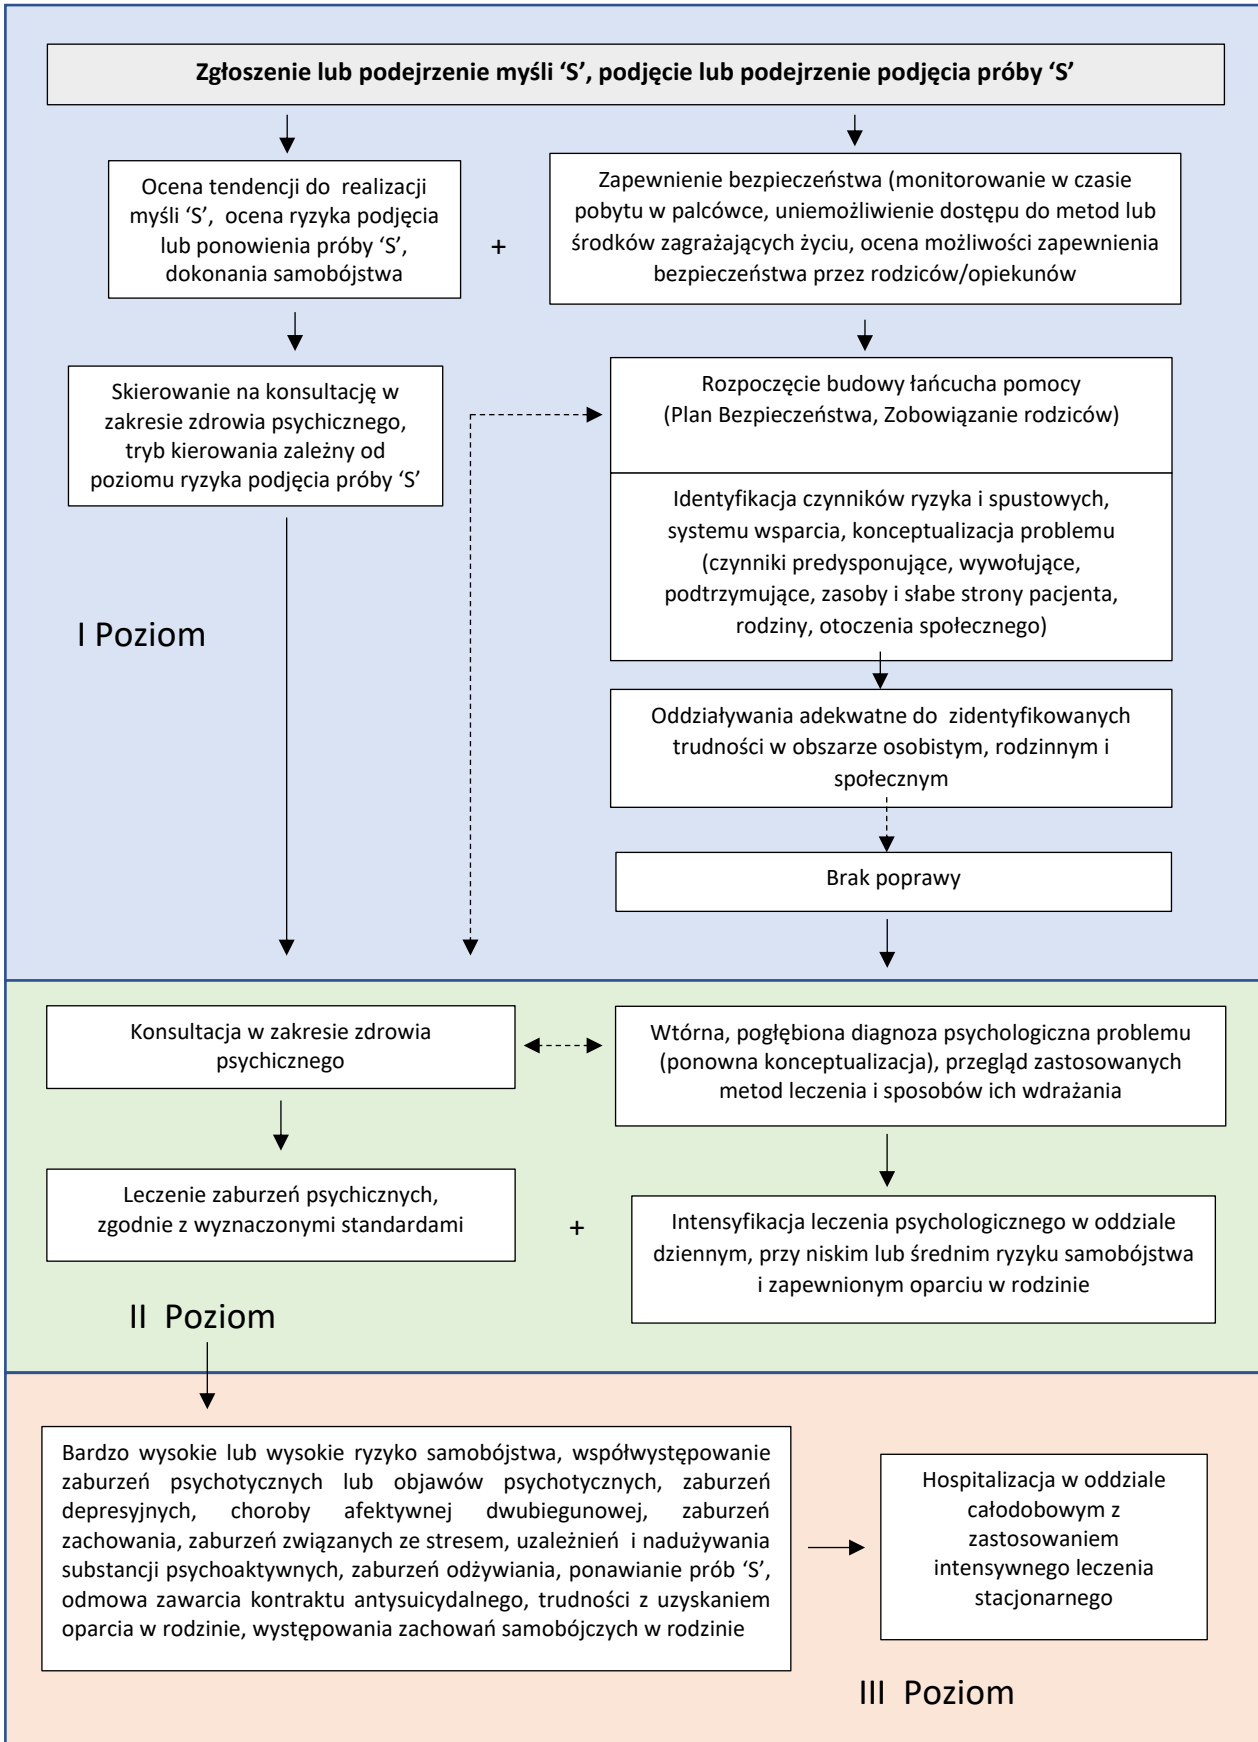 Zgłoszenie lub podejrzenie myśli ‘S’, podjęcie lub podejrzenie podjęcia próby ‘S’
Ocena tendencji do  realizacji
myśli ‘S’,  ocena ryzyka podjęcia
lub ponowienia próby ‘S’,
dokonania samobójstwa
+
Zapewnienie bezpieczeństwa (monitorowanie w czasie
pobytu w palcówce, uniemożliwienie dostępu do metod lub
środków zagrażających życiu, ocena możliwości zapewnienia
bezpieczeństwa przez rodziców/opiekunów
Skierowanie na konsultację w
zakresie zdrowia psychicznego,
tryb kierowania zależny od
poziomu ryzyka podjęcia próby ‘S’
Rozpoczęcie budowy łańcucha pomocy
(Plan Bezpieczeństwa, Zobowiązanie rodziców)
Identyfikacja czynników ryzyka i spustowych,
systemu wsparcia, konceptualizacja problemu
(czynniki predysponujące, wywołujące,
podtrzymujące, zasoby i słabe strony pacjenta,
rodziny, otoczenia społecznego)
I Poziom
Oddziaływania adekwatne do  zidentyfikowanych
trudności w obszarze osobistym, rodzinnym i
społecznym
Brak poprawy
Konsultacja w zakresie zdrowia
psychicznego
Wtórna, pogłębiona diagnoza psychologiczna problemu
(ponowna konceptualizacja), przegląd zastosowanych
metod leczenia i sposobów ich wdrażania
Leczenie zaburzeń psychicznych,
zgodnie z wyznaczonymi standardami
+
Intensyfikacja leczenia psychologicznego w oddziale
dziennym, przy niskim lub średnim ryzyku samobójstwa
i zapewnionym oparciu w rodzinie
II  Poziom
Bardzo wysokie lub wysokie ryzyko samobójstwa, współwystępowanie
zaburzeń psychotycznych lub objawów psychotycznych, zaburzeń
depresyjnych, choroby afektywnej dwubiegunowej, zaburzeń
zachowania, zaburzeń związanych ze stresem, uzależnień  i nadużywania
substancji psychoaktywnych, zaburzeń odżywiania, ponawianie prób ‘S’,
odmowa zawarcia kontraktu antysuicydalnego, trudności z uzyskaniem
oparcia w rodzinie, występowania zachowań samobójczych w rodzinie
Hospitalizacja w oddziale
całodobowym z
zastosowaniem
intensywnego leczenia
stacjonarnego
III  Poziom